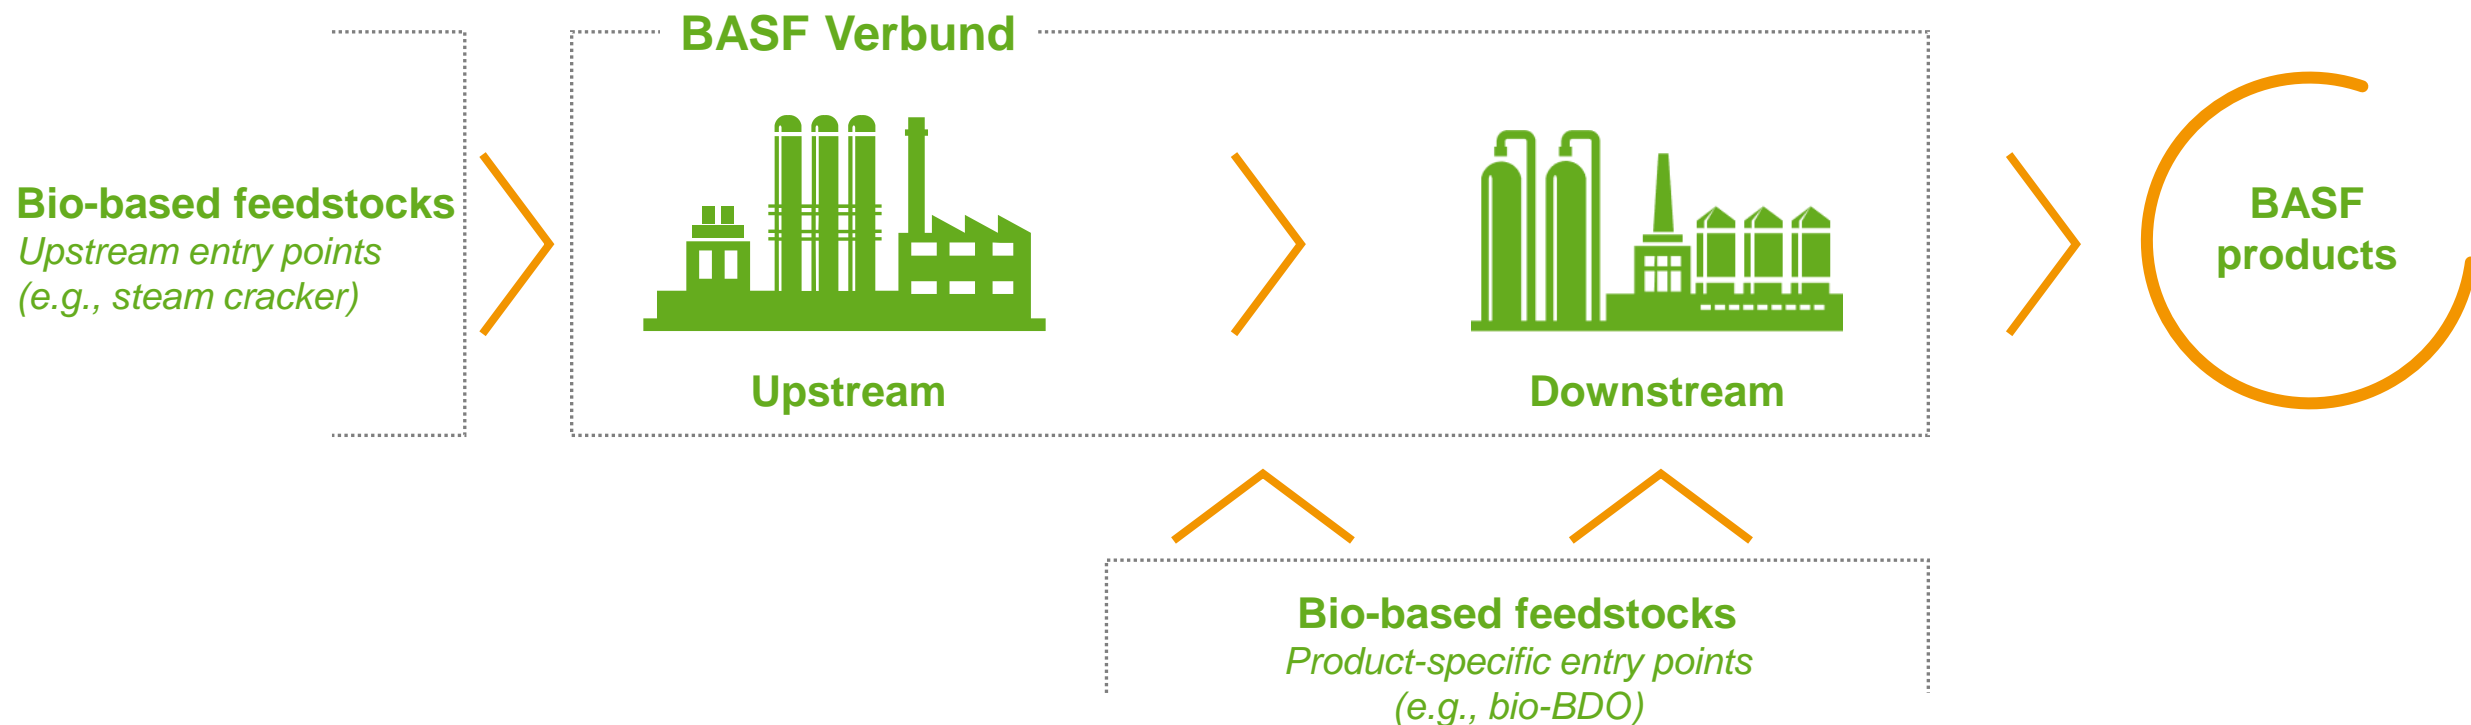 BASF Verbund
Bio-based feedstocks
Upstream entry points
(e.g., steam cracker)
Upstream
Downstream
BASF
products
Bio-based feedstocks
Product-specific entry points
(e.g., bio-BDO)